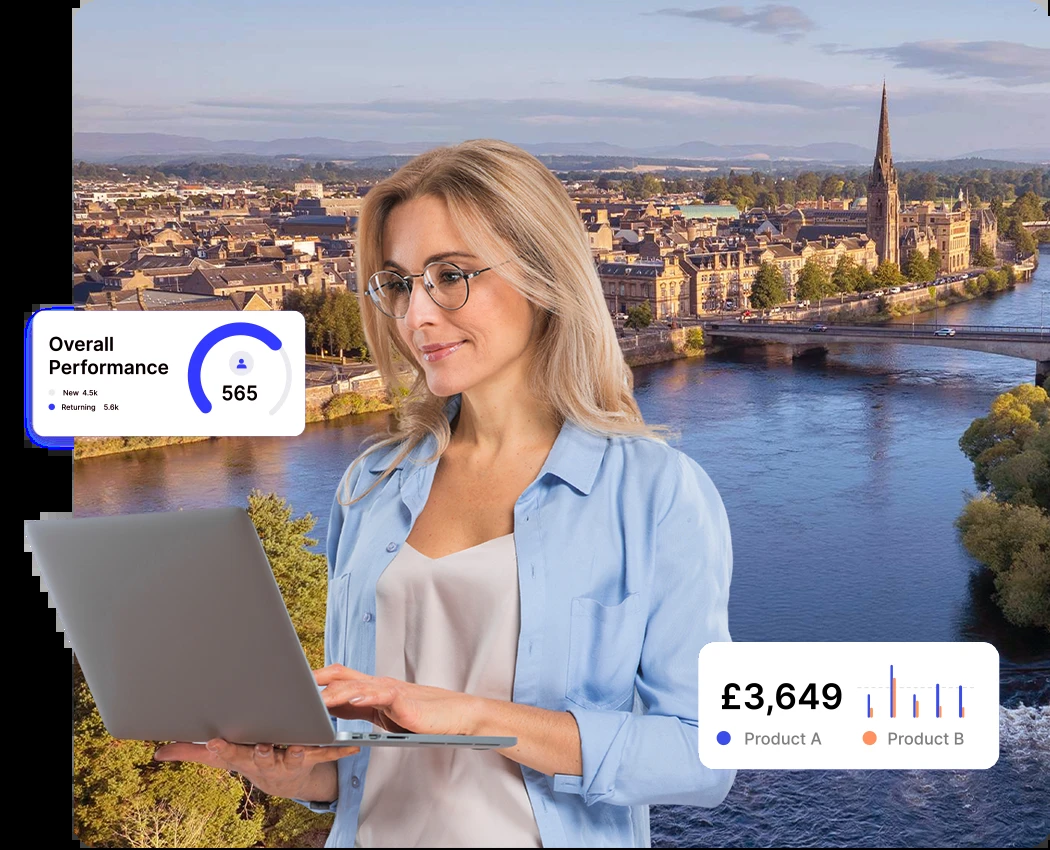 Overall
Performance
New 4.5k
Returning 5.6k
565
£3,649
Product A
Product B